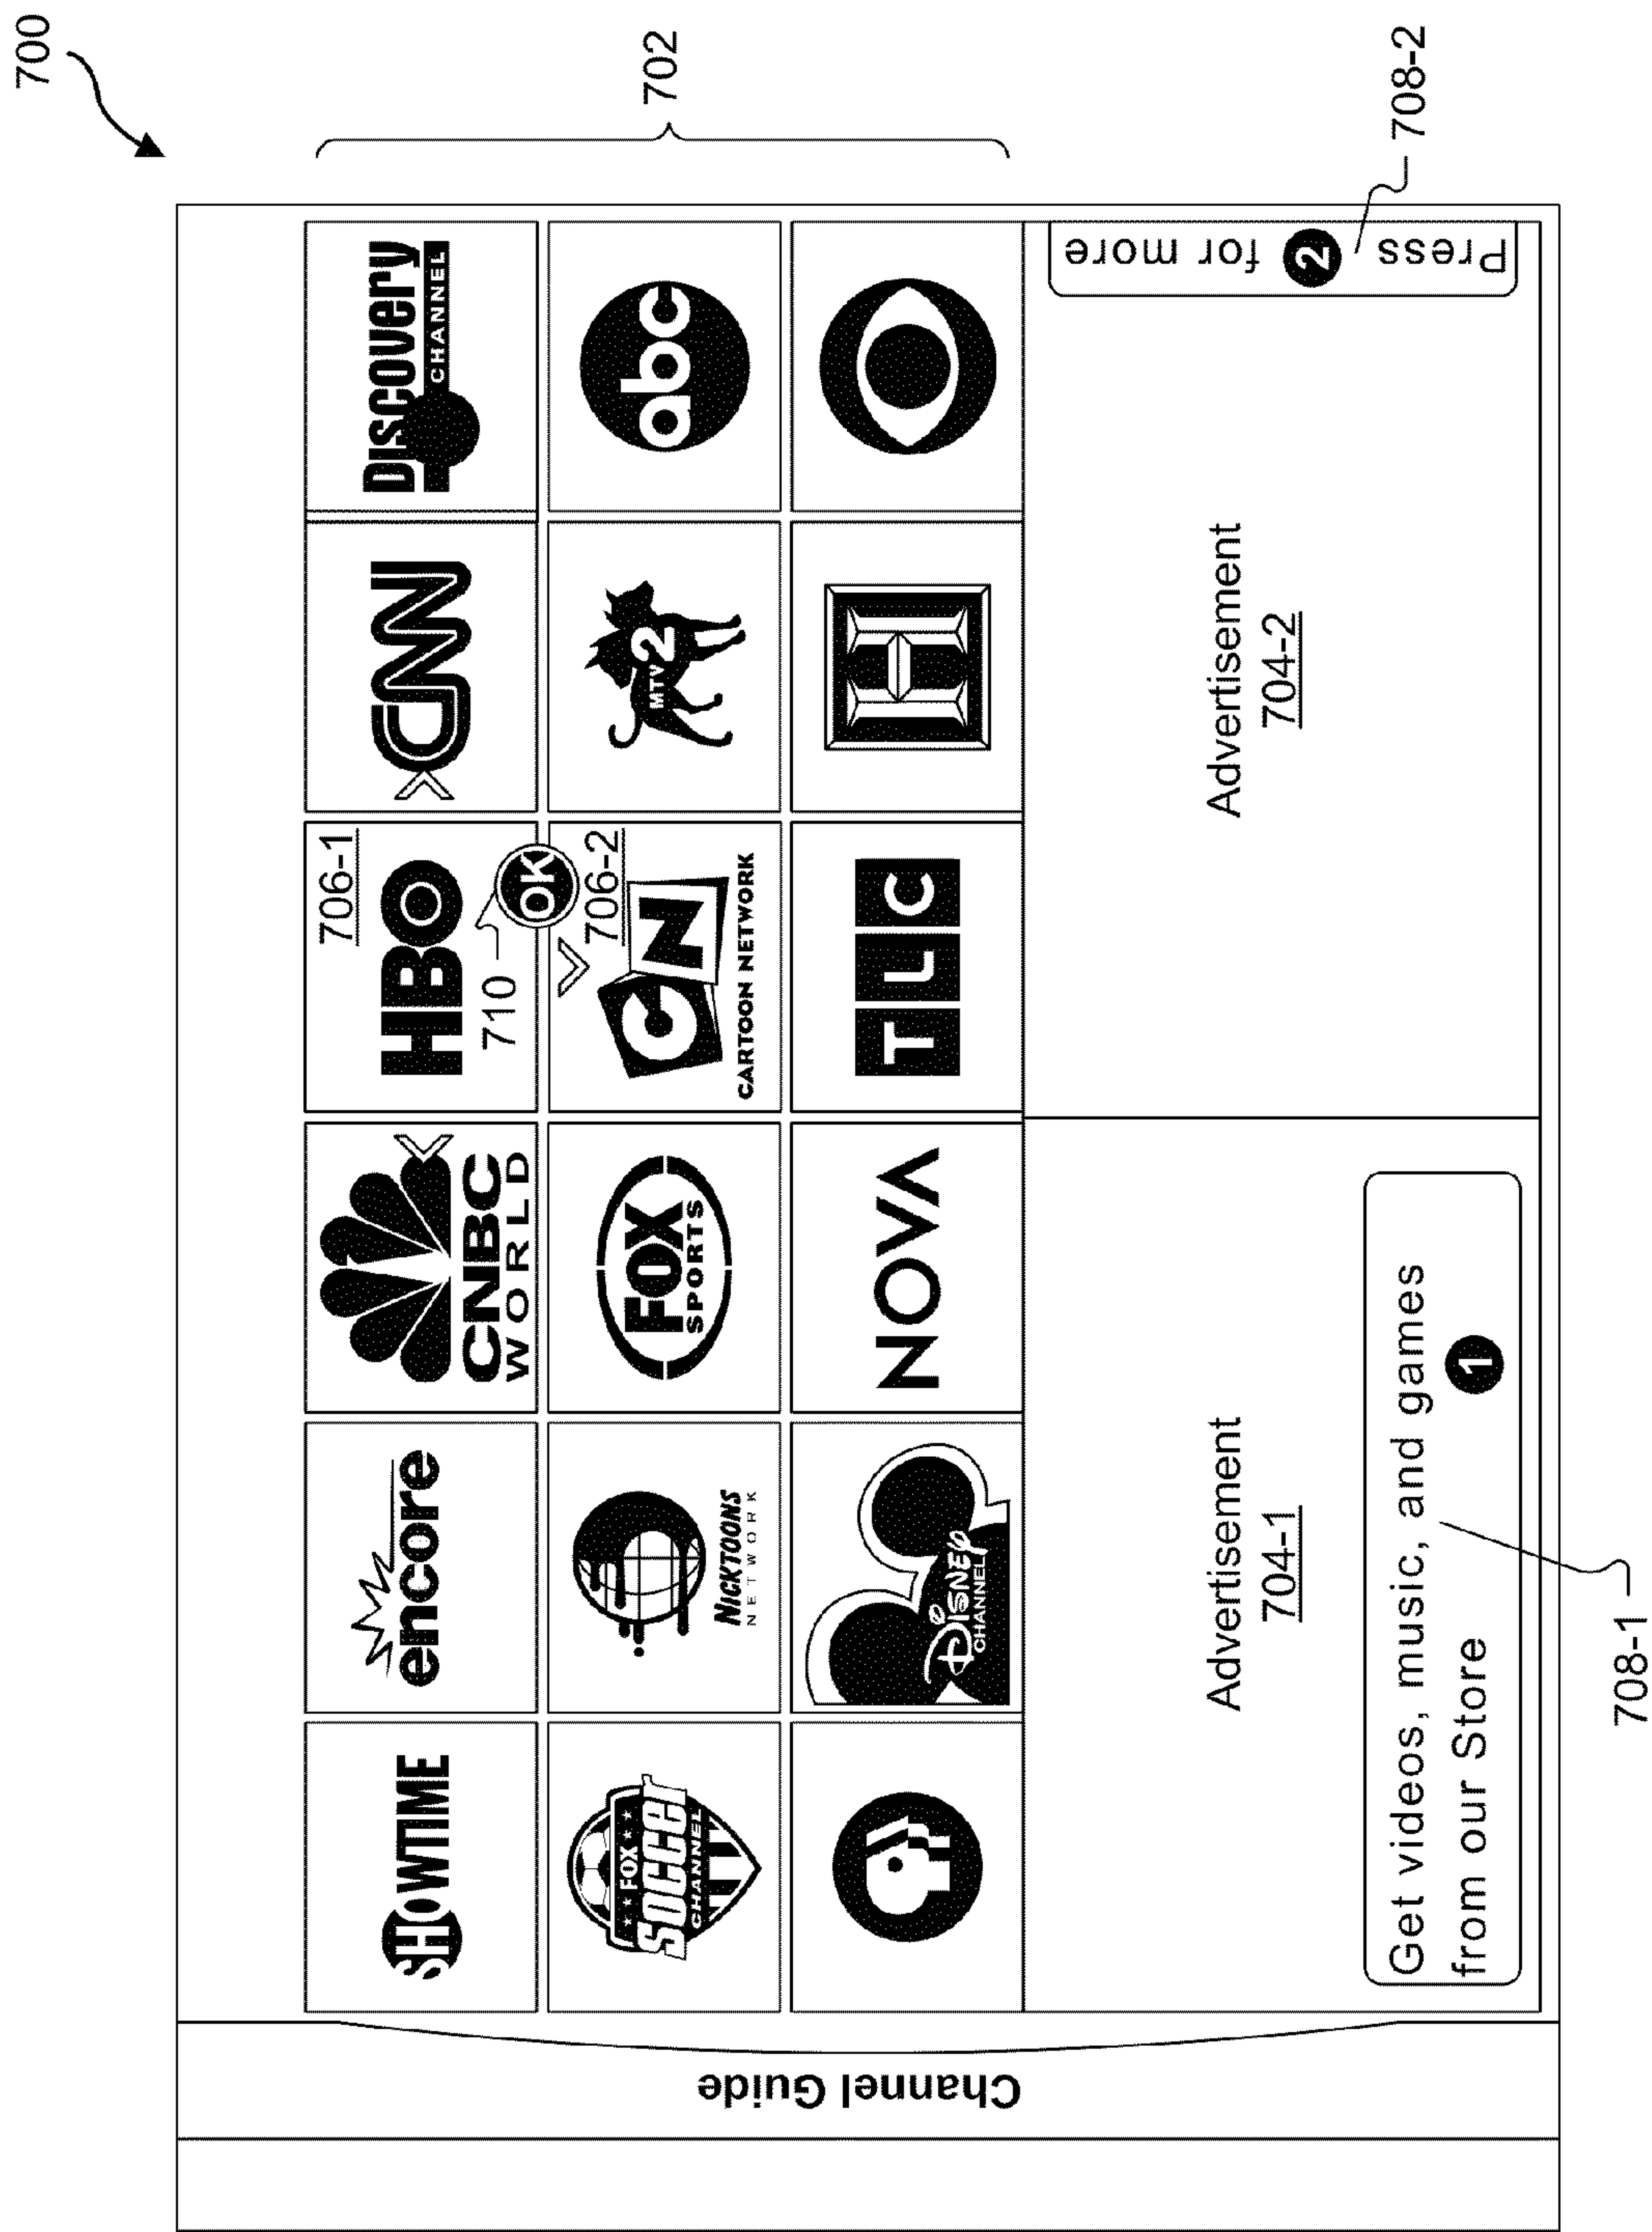 700
702
SHOWTIME
encore
CNBC
WORLD
HBO
706-1
710
OK
CNN
Discovery
CHANNEL
FOX
SOCCER
CHANNEL
NICKTOONS
NETWORK
FOX
SPORTS
706-2
CN
CARTOON NETWORK
MTV
2
abc
DISNEY
CHANNEL
NOVA
TLC
H
Channel Guide
Advertisement
704-1
Get videos, music, and games
from our Store 1
708-1
Advertisement
704-2
Press 2 for more
708-2